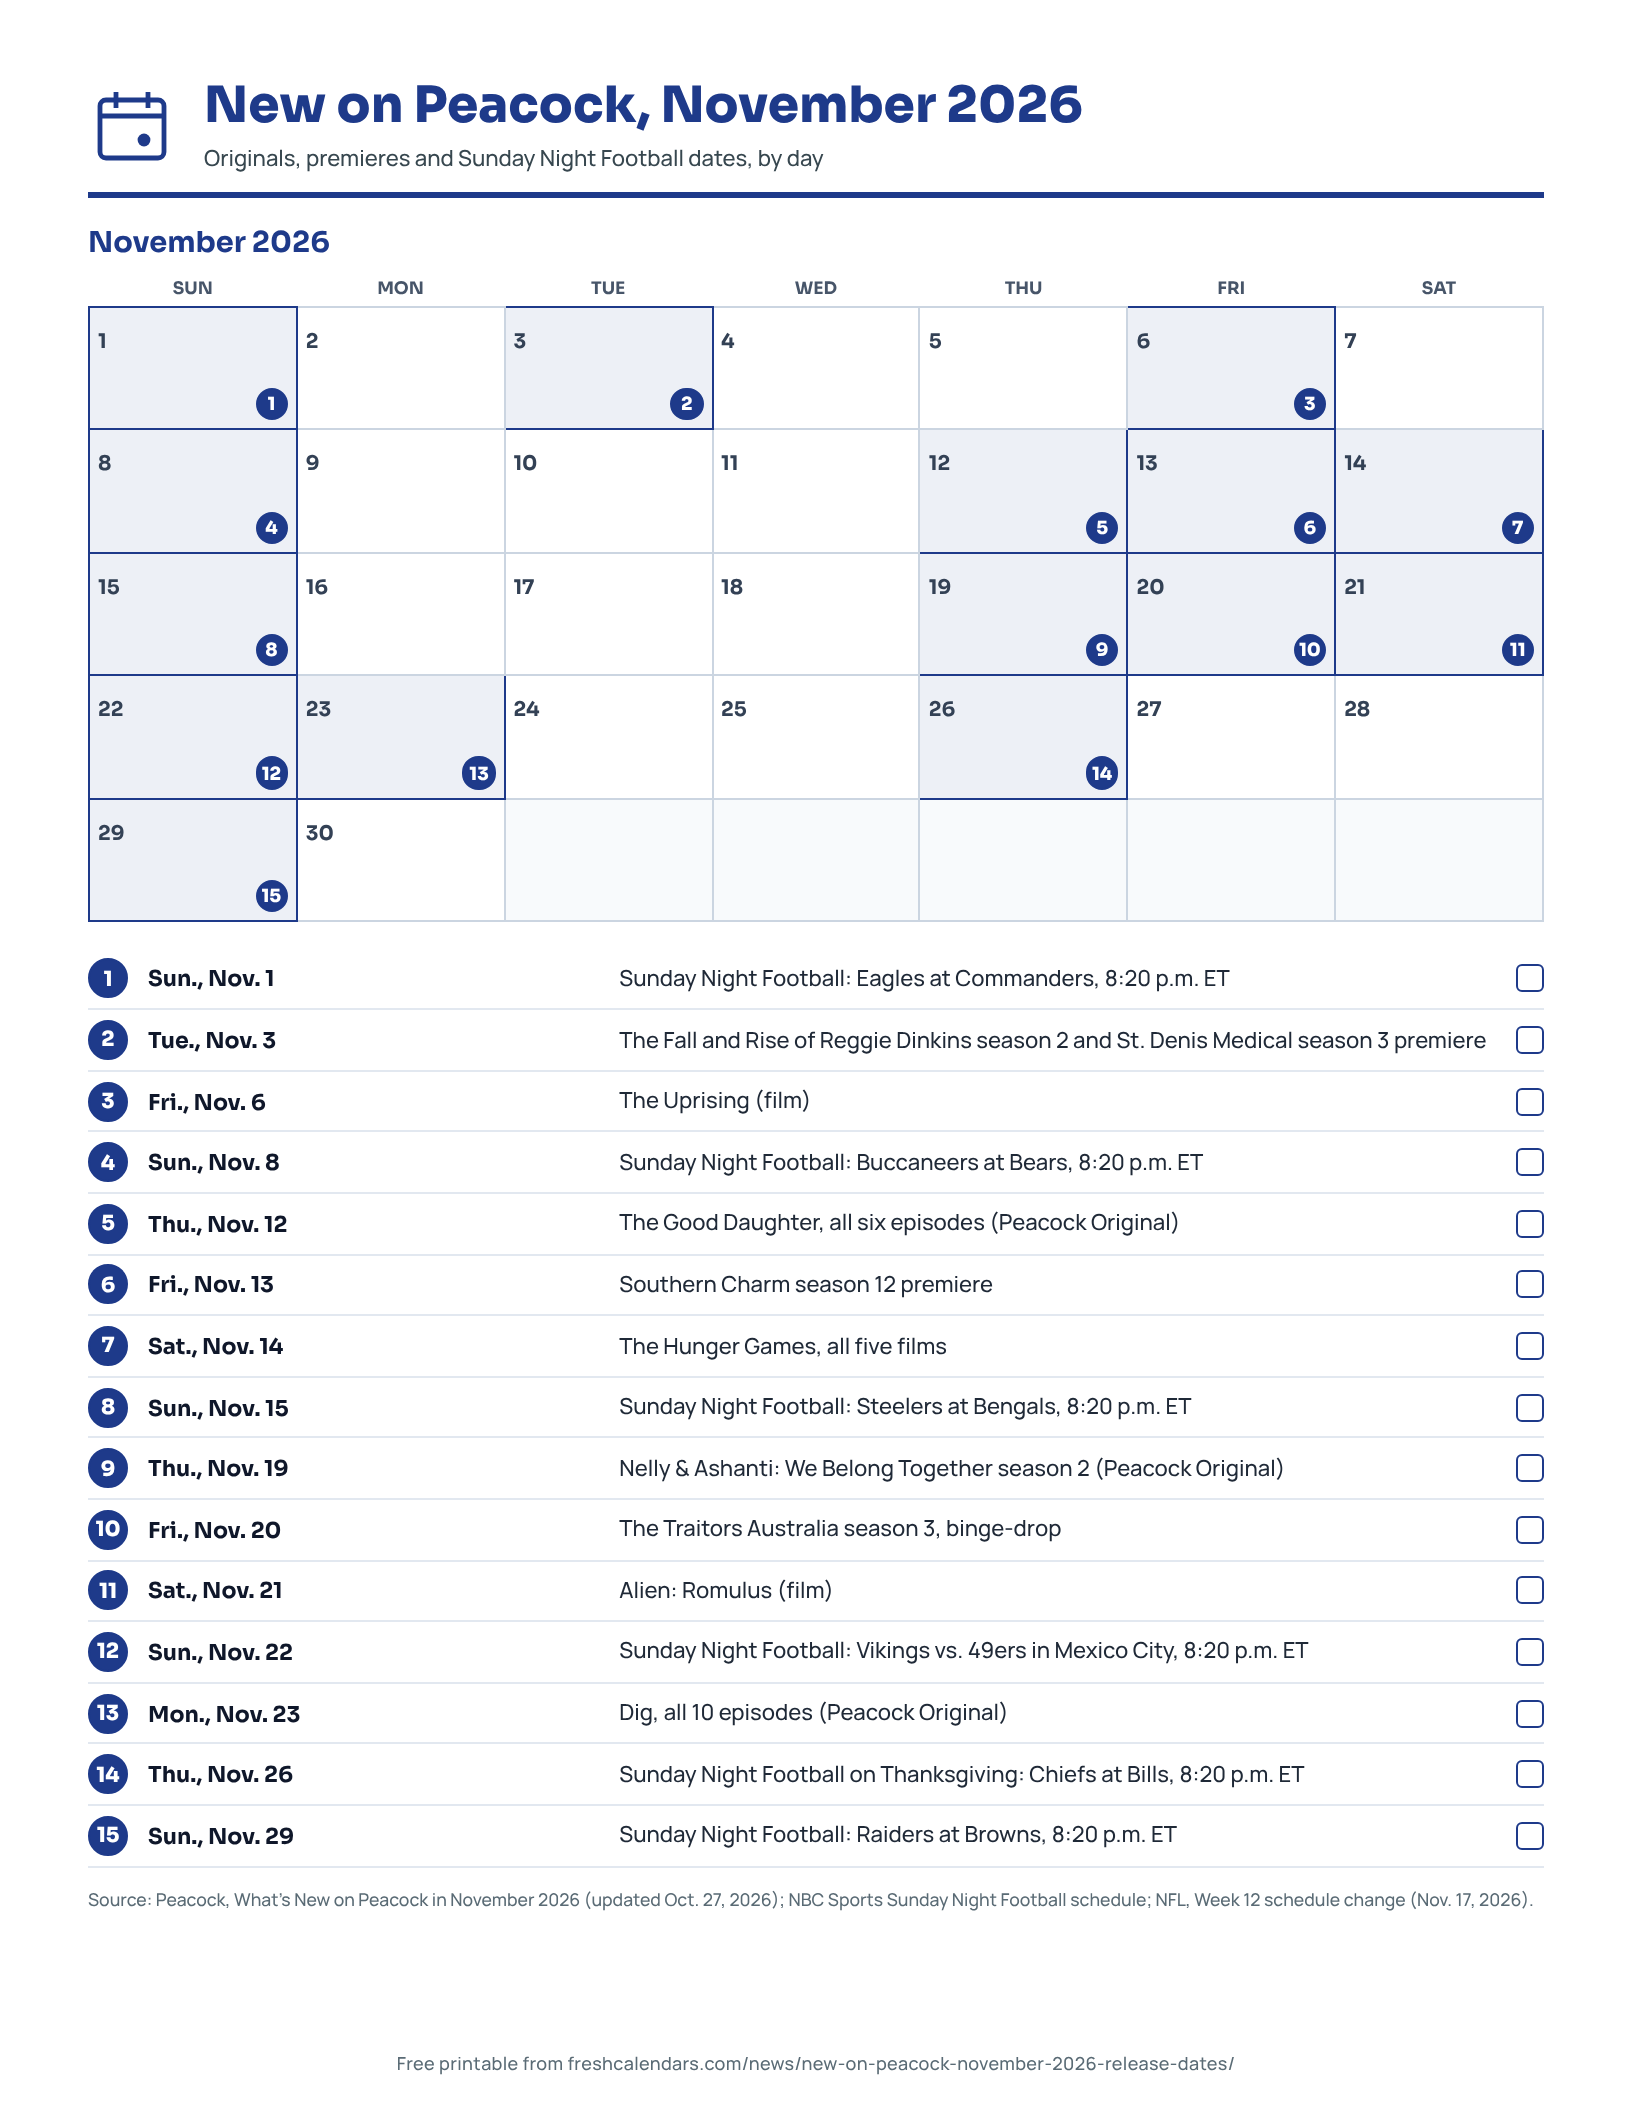 New on Peacock, November 2026
Originals, premieres and Sunday Night Football dates, by day
November 2026
SUN MON TUE WED THU FRI SAT
1 2 3 4 5 6 7
1 2 3
8 9 10 11 12 13 14
4 5 6 7
15 16 17 18 19 20 21
8 9 10 11
22 23 24 25 26 27 28
12 13 14
29 30
15
1 Sun., Nov. 1 Sunday Night Football: Eagles at Commanders, 8:20 p.m. ET
2 Tue., Nov. 3 The Fall and Rise of Reggie Dinkins season 2 and St. Denis Medical season 3 premiere
3 Fri., Nov. 6 The Uprising (film)
4 Sun., Nov. 8 Sunday Night Football: Buccaneers at Bears, 8:20 p.m. ET
5 Thu., Nov. 12 The Good Daughter, all six episodes (Peacock Original)
6 Fri., Nov. 13 Southern Charm season 12 premiere
7 Sat., Nov. 14 The Hunger Games, all five films
8 Sun., Nov. 15 Sunday Night Football: Steelers at Bengals, 8:20 p.m. ET
9 Thu., Nov. 19 Nelly & Ashanti: We Belong Together season 2 (Peacock Original)
10 Fri., Nov. 20 The Traitors Australia season 3, binge-drop
11 Sat., Nov. 21 Alien: Romulus (film)
12 Sun., Nov. 22 Sunday Night Football: Vikings vs. 49ers in Mexico City, 8:20 p.m. ET
13 Mon., Nov. 23 Dig, all 10 episodes (Peacock Original)
14 Thu., Nov. 26 Sunday Night Football on Thanksgiving: Chiefs at Bills, 8:20 p.m. ET
15 Sun., Nov. 29 Sunday Night Football: Raiders at Browns, 8:20 p.m. ET
Source: Peacock, What's New on Peacock in November 2026 (updated Oct. 27, 2026); NBC Sports Sunday Night Football schedule; NFL, Week 12 schedule change (Nov. 17, 2026).
Free printable from freshcalendars.com/news/new-on-peacock-november-2026-release-dates/